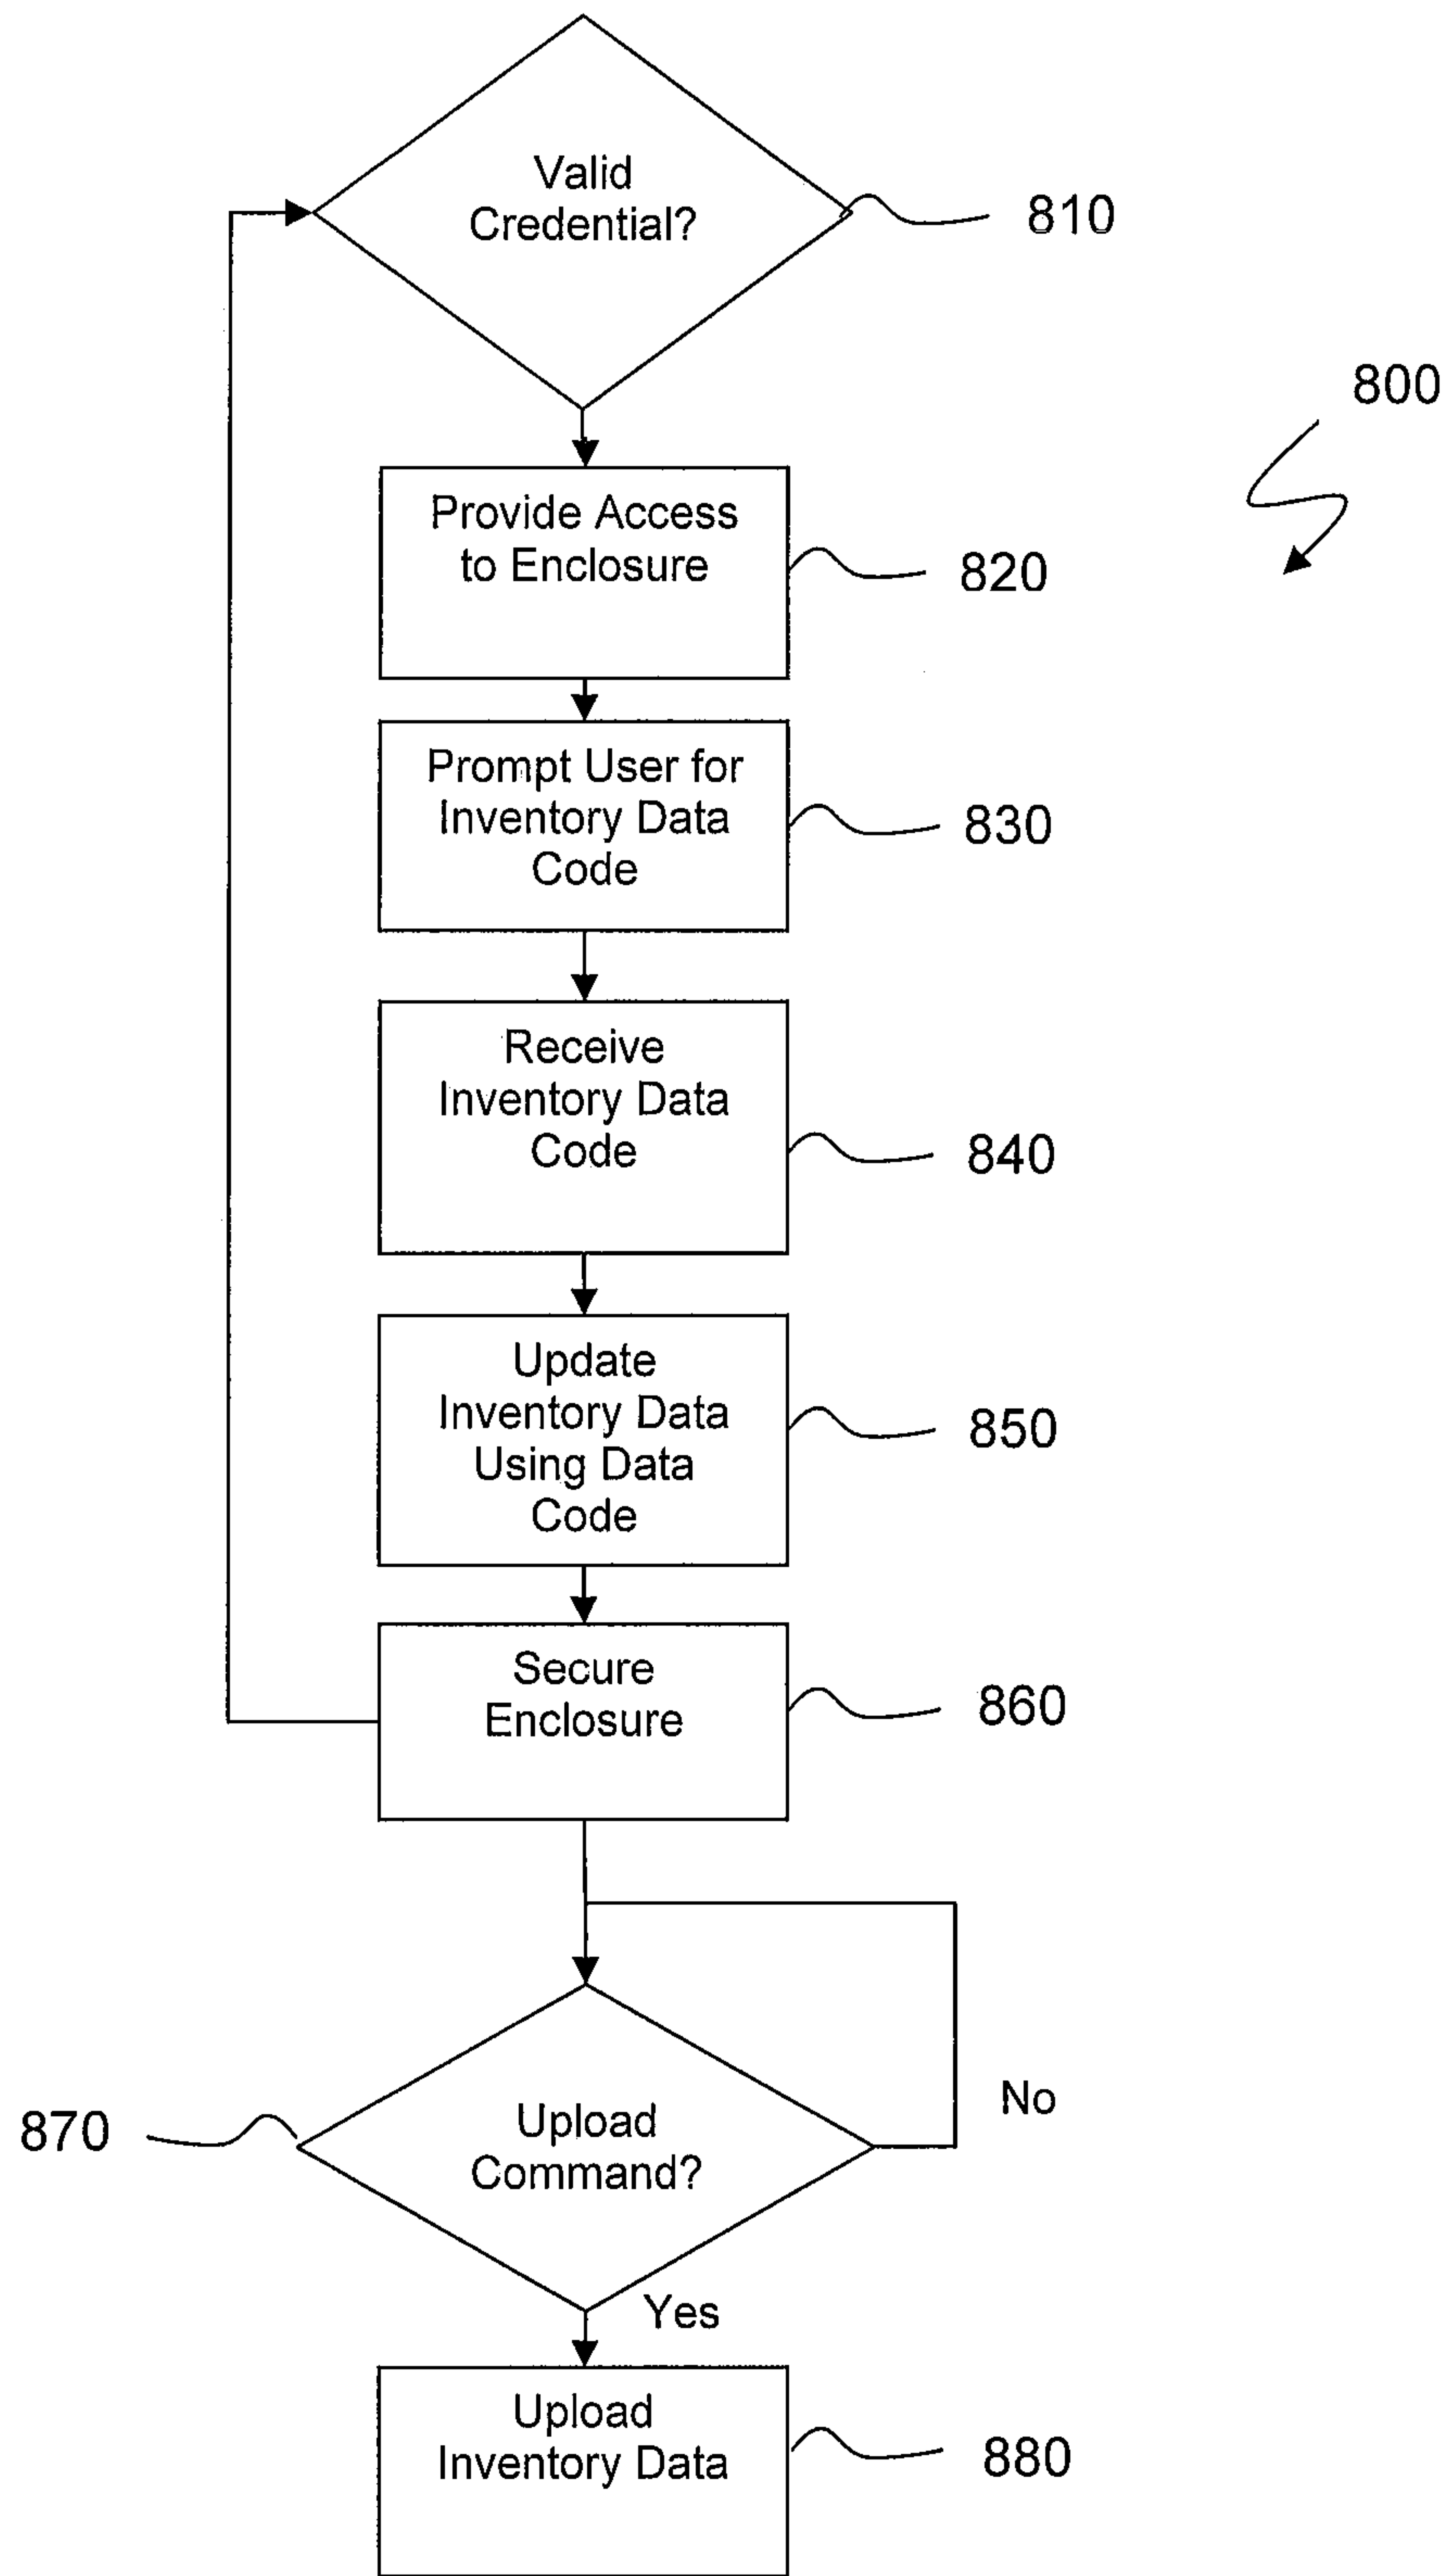 Valid
Credential?
810
800
Provide Access
to Enclosure
820
Prompt User for
Inventory Data
Code
830
Receive
Inventory Data
Code
840
Update
Inventory Data
Using Data
Code
850
Secure
Enclosure
860
870
Upload
Command?
No
Yes
Upload
Inventory Data
880